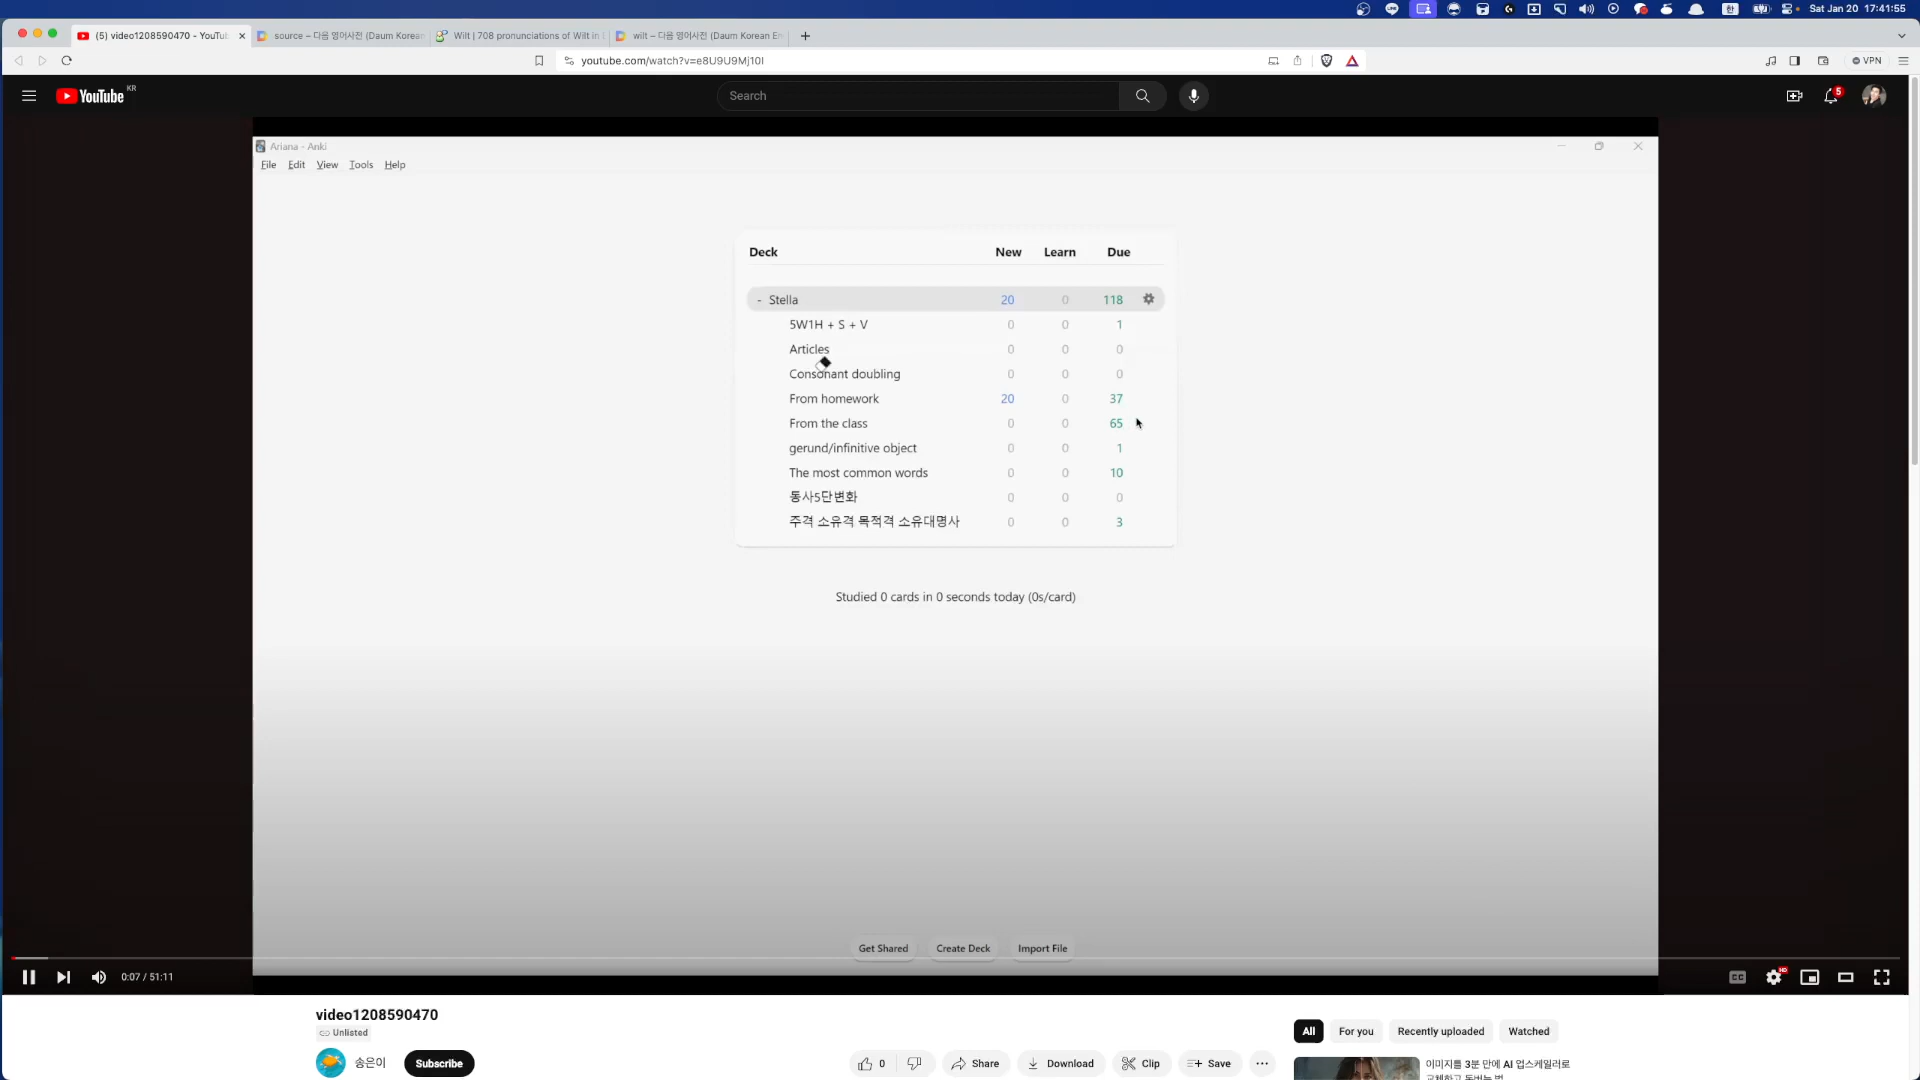 Sat Jan 20 17:41:55
(5) video1208590470 - YouTub
source – 다음 영어사전 (Daum Korean
Wilt | 708 pronunciations of Wilt in
wilt – 다음 영어사전 (Daum Korean En
youtube.com/watch?v=e8U9U9Mj10I
VPN
YouTube KR
Search
5
Ariana - Anki
File Edit View Tools Help
Deck New Learn Due
- Stella 20 0 118
5W1H + S + V 0 0 1
Articles 0 0 0
Consonant doubling 0 0 0
From homework 20 0 37
From the class 0 0 65
gerund/infinitive object 0 0 1
The most common words 0 0 10
동사5단변화 0 0 0
주격 소유격 목적격 소유대명사 0 0 3
Studied 0 cards in 0 seconds today (0s/card)
Get Shared Create Deck Import File
0:07 / 51:11
CC HD
video1208590470
Unlisted
송은이 Subscribe
0 Share Download Clip Save
All For you Recently uploaded Watched
이미지를 3분 만에 AI 업스케일러로